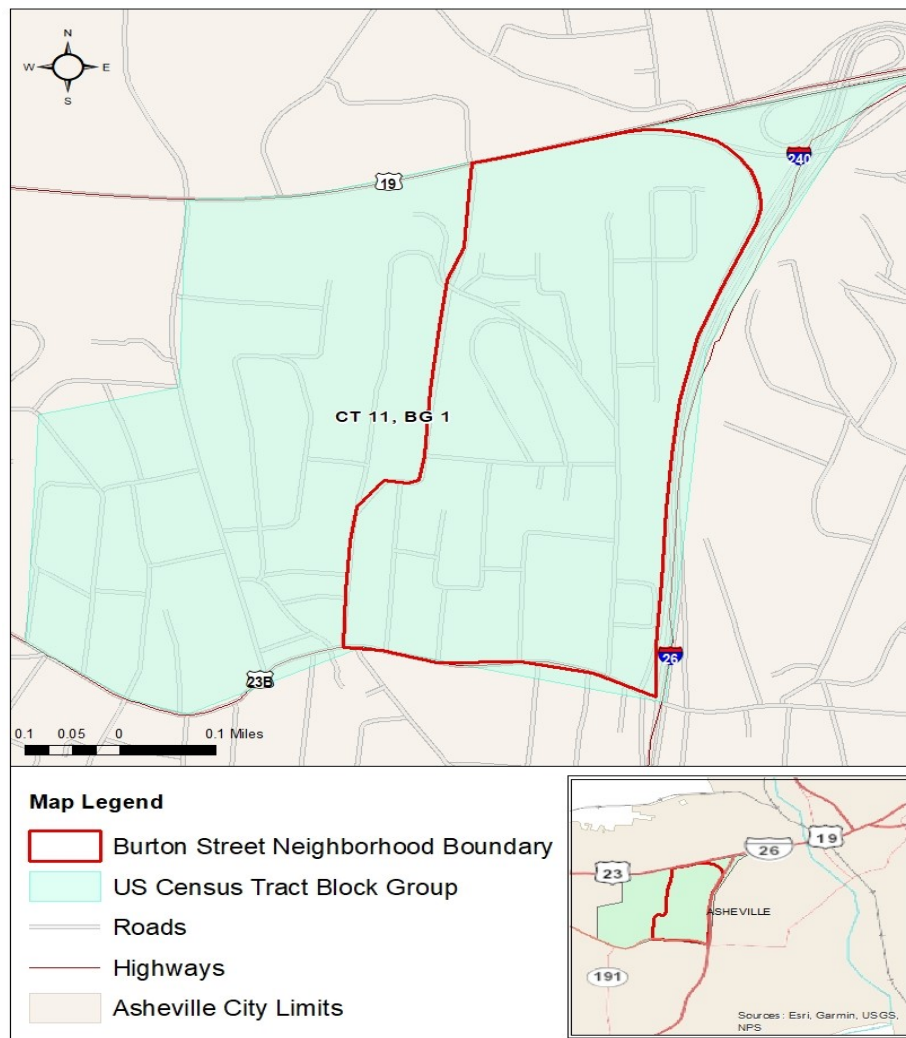 N
W E
S
240
19
CT 11, BG 1
26
23B
0.1 0.05 0 0.1 Miles
Map Legend
Burton Street Neighborhood Boundary
US Census Tract Block Group
Roads
Highways
Asheville City Limits
19
26
23
ASHEVILLE
191
Sources: Esri, Garmin, USGS,
NPS